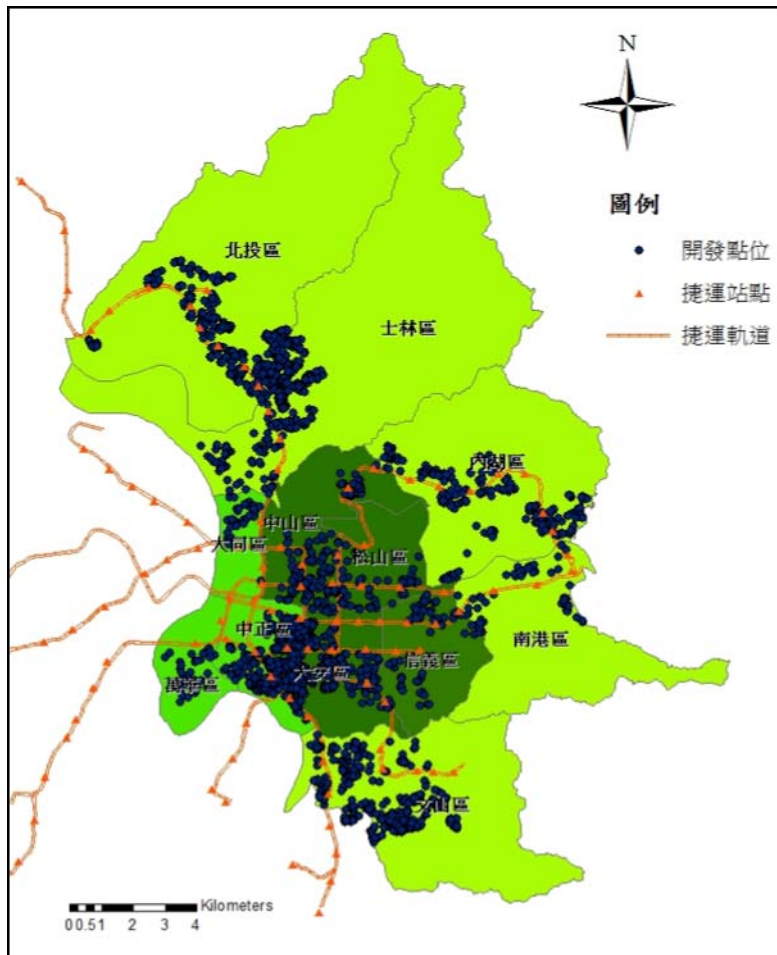 N
圖例
開發點位
捷運站點
捷運軌道
北投區
士林區
內湖區
中山區
大同區
松山區
中正區
南港區
信義區
大安區
萬華區
文山區
Kilometers
0 0.5 1 2 3 4